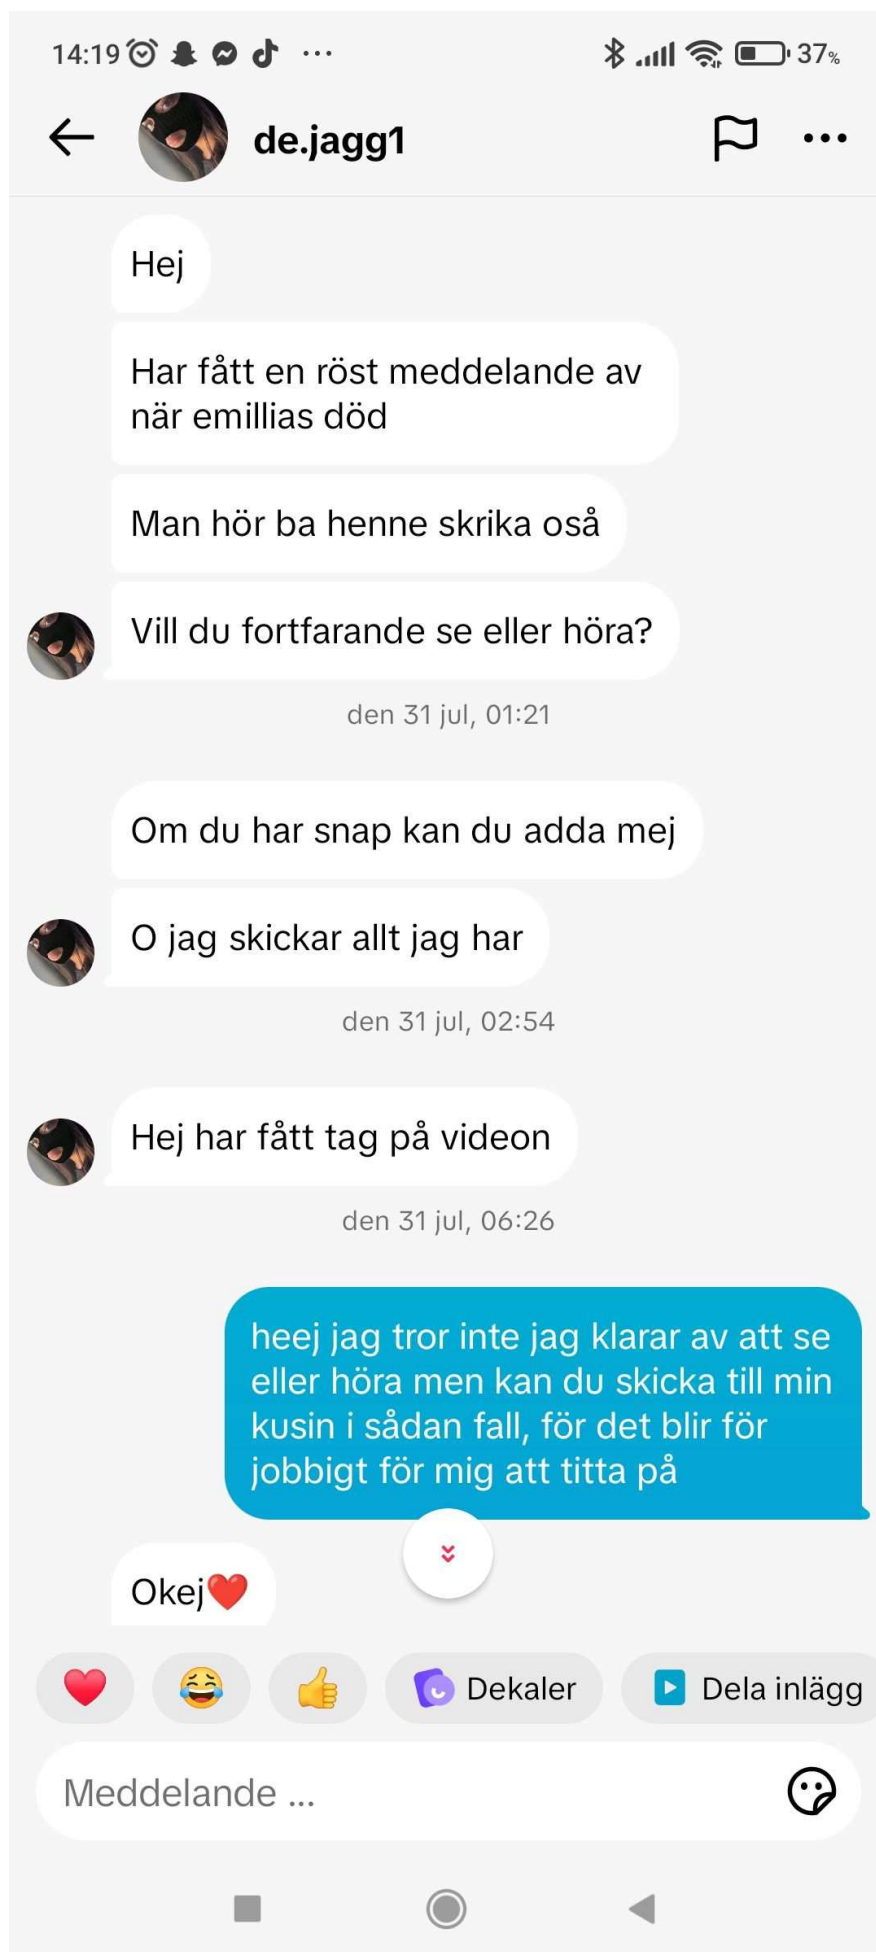 14:19
37%
de.jagg1
Hej
Har fått en röst meddelande av
när emillias död
Man hör ba henne skrika oså
Vill du fortfarande se eller höra?
den 31 jul, 01:21
Om du har snap kan du adda mej
O jag skickar allt jag har
den 31 jul, 02:54
Hej har fått tag på videon
den 31 jul, 06:26
heej jag tror inte jag klarar av att se
eller höra men kan du skicka till min
kusin i sådan fall, för det blir för
jobbigt för mig att titta på
Okej❤️
Dekaler
Dela inlägg
Meddelande ...